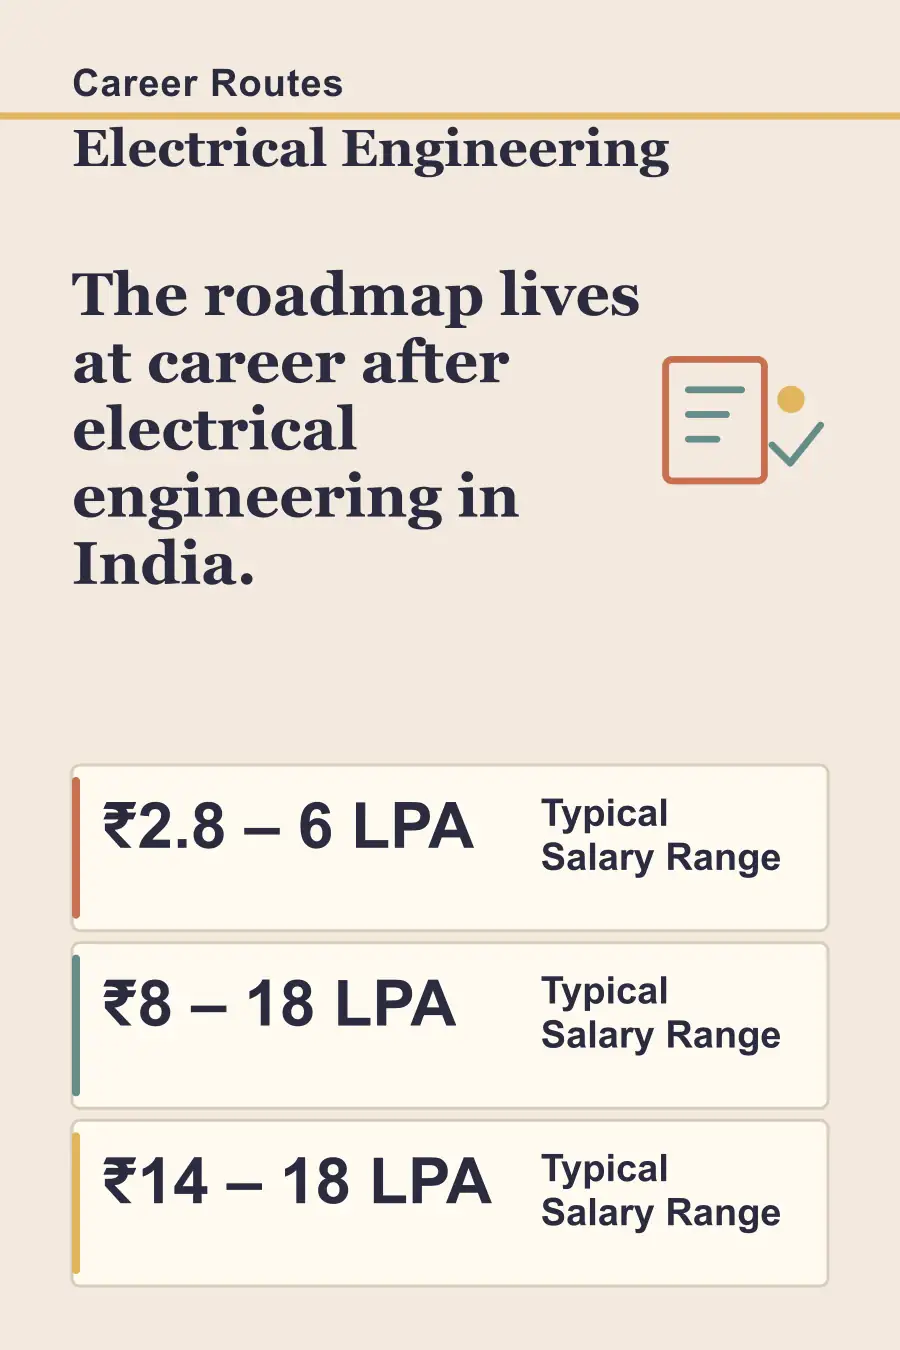 Career Routes
Electrical Engineering
The roadmap lives
at career after
electrical
engineering in
India.
₹2.8 – 6 LPA
Typical
Salary Range
₹8 – 18 LPA
Typical
Salary Range
₹14 – 18 LPA
Typical
Salary Range